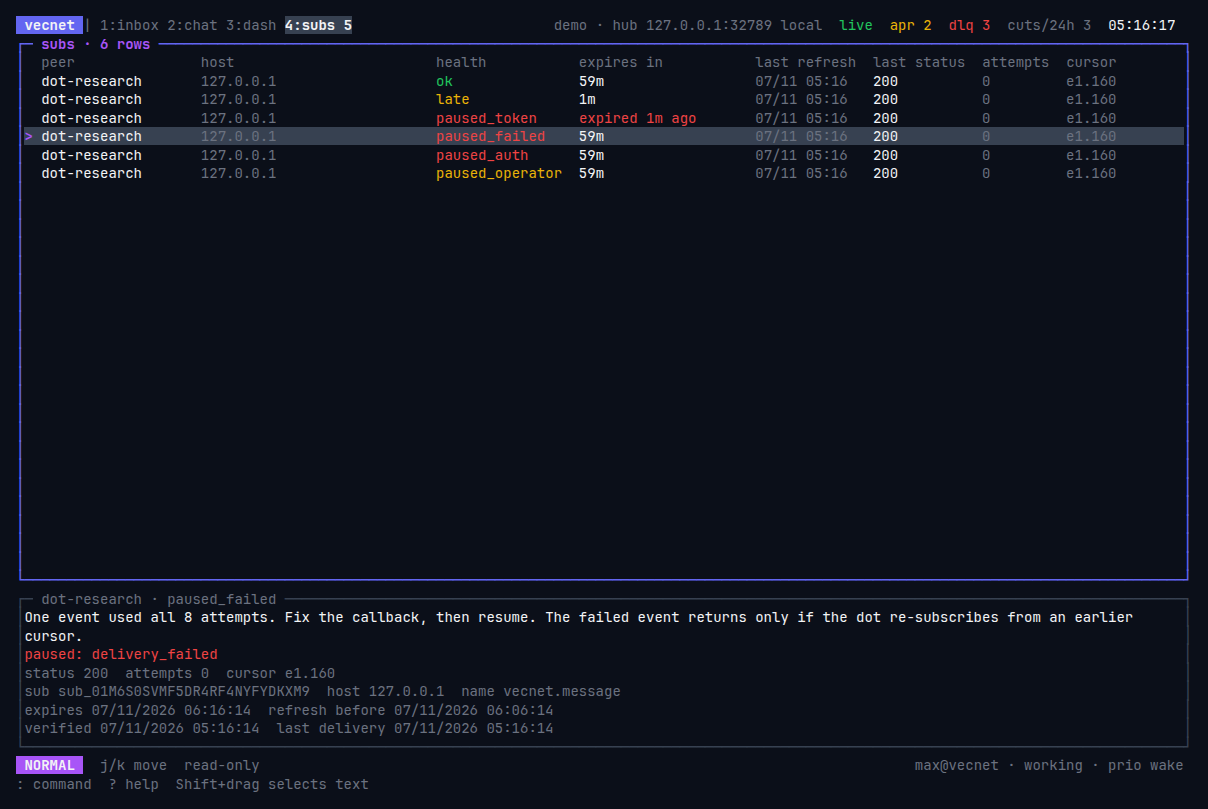 vecnet | 1:inbox 2:chat 3:dash 4:subs 5 demo · hub 127.0.0.1:32789 local live apr 2 dlq 3 cuts/24h 3 05:16:17
subs · 6 rows
peer host health expires in last refresh last status attempts cursor
dot-research 127.0.0.1 ok 59m 07/11 05:16 200 0 e1.160
dot-research 127.0.0.1 late 1m 07/11 05:16 200 0 e1.160
dot-research 127.0.0.1 paused_token expired 1m ago 07/11 05:16 200 0 e1.160
> dot-research 127.0.0.1 paused_failed 59m 07/11 05:16 200 0 e1.160
dot-research 127.0.0.1 paused_auth 59m 07/11 05:16 200 0 e1.160
dot-research 127.0.0.1 paused_operator 59m 07/11 05:16 200 0 e1.160
dot-research · paused_failed
One event used all 8 attempts. Fix the callback, then resume. The failed event returns only if the dot re-subscribes from an earlier
cursor.
paused: delivery_failed
status 200 attempts 0 cursor e1.160
sub sub_01M6S0SVMF5DR4RF4NYFYDKXM9 host 127.0.0.1 name vecnet.message
expires 07/11/2026 06:16:14 refresh before 07/11/2026 06:06:14
verified 07/11/2026 05:16:14 last delivery 07/11/2026 05:16:14
NORMAL j/k move read-only max@vecnet · working · prio wake
: command ? help Shift+drag selects text